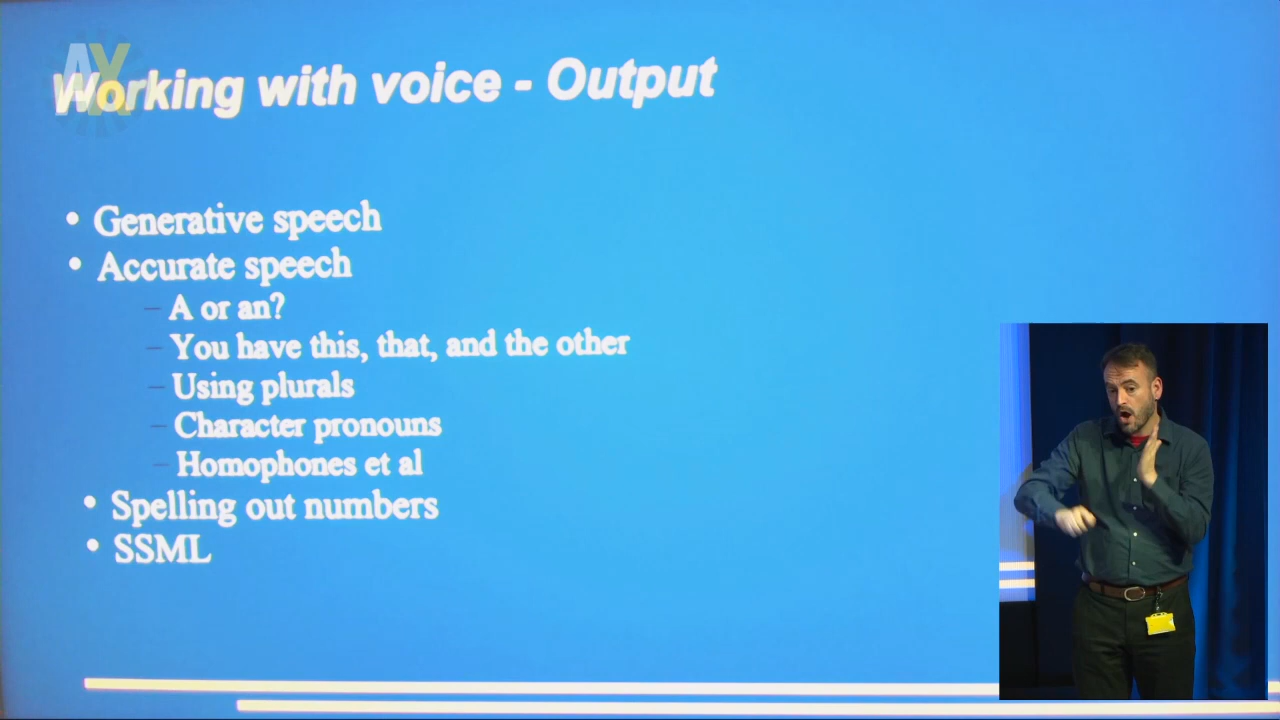 AX
Working with voice - Output
• Generative speech
• Accurate speech
– A or an?
– You have this, that, and the other
– Using plurals
– Character pronouns
– Homophones et al
• Spelling out numbers
• SSML